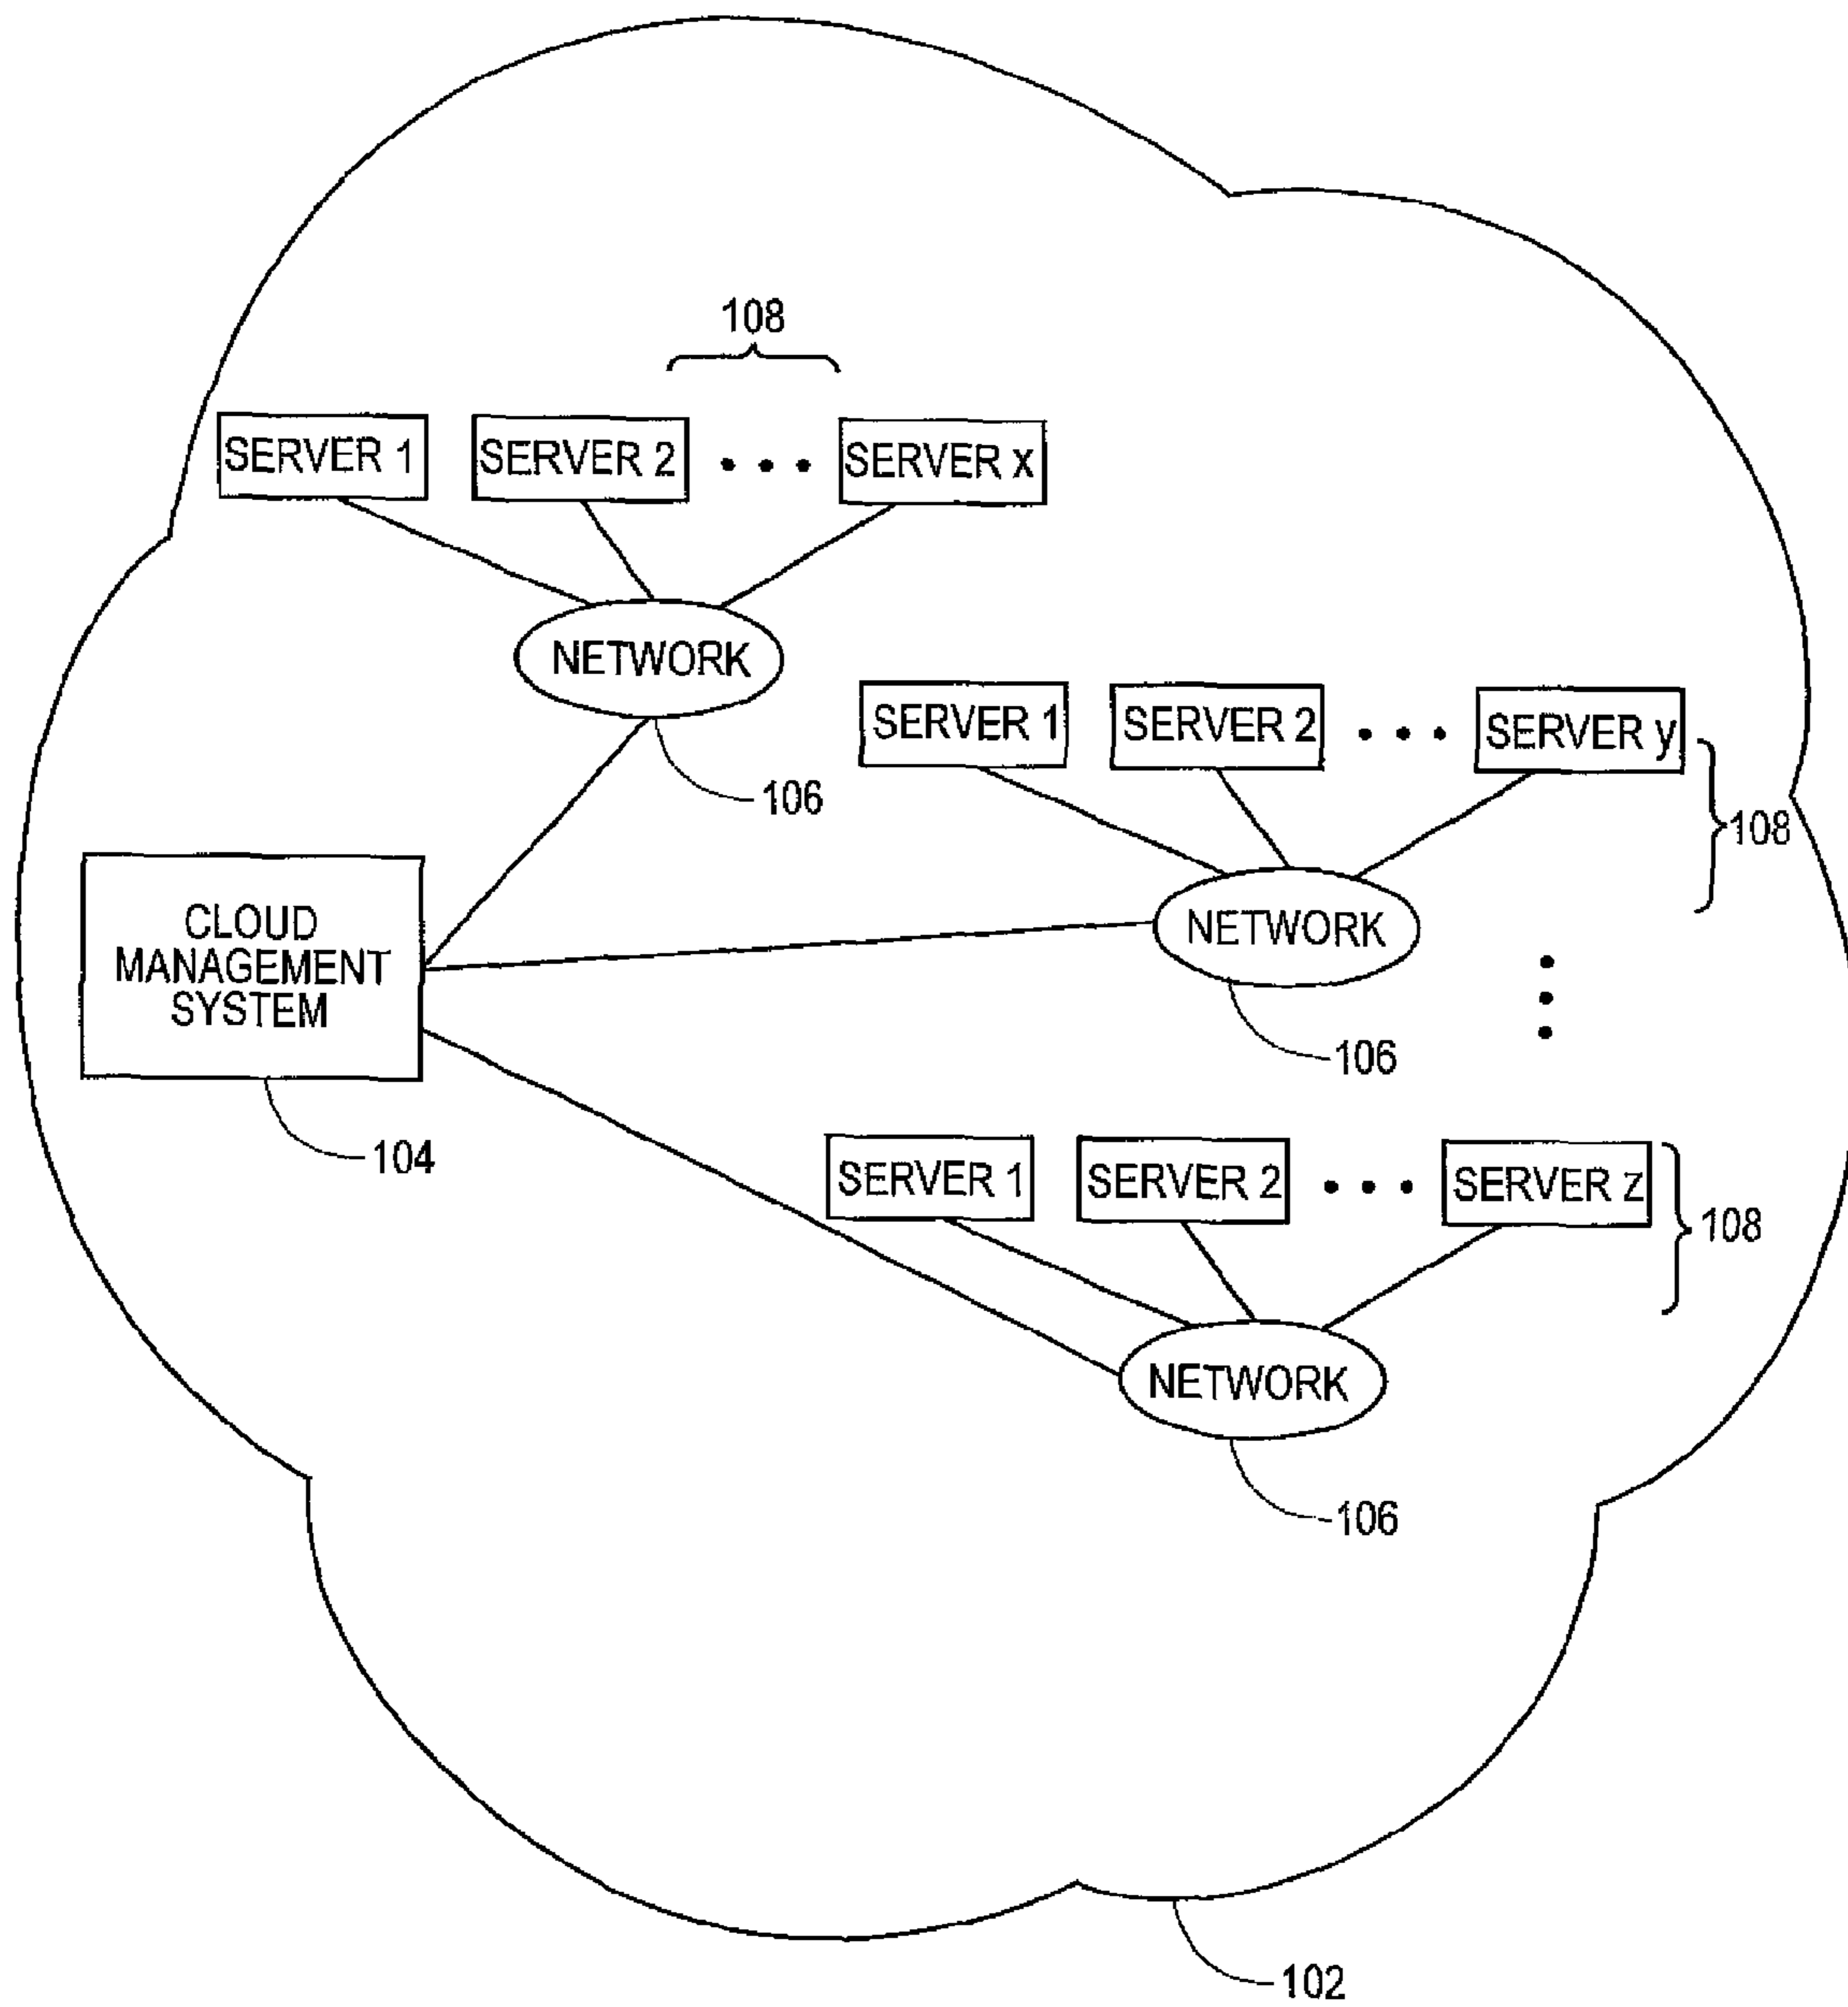 108
SERVER 1
SERVER 2
• • •
SERVER x
NETWORK
106
SERVER 1
SERVER 2
• • •
SERVER y
108
NETWORK
106
CLOUD
MANAGEMENT
SYSTEM
104
SERVER 1
SERVER 2
• • •
SERVER z
108
NETWORK
106
102